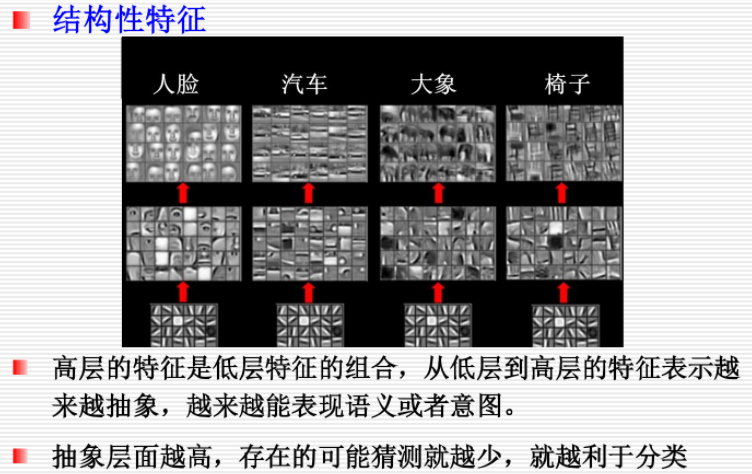 结构性特征
人脸 汽车 大象 椅子
高层的特征是低层特征的组合，从低层到高层的特征表示越
来越抽象，越来越能表现语义或者意图。
抽象层面越高，存在的可能猜测就越少，就越利于分类